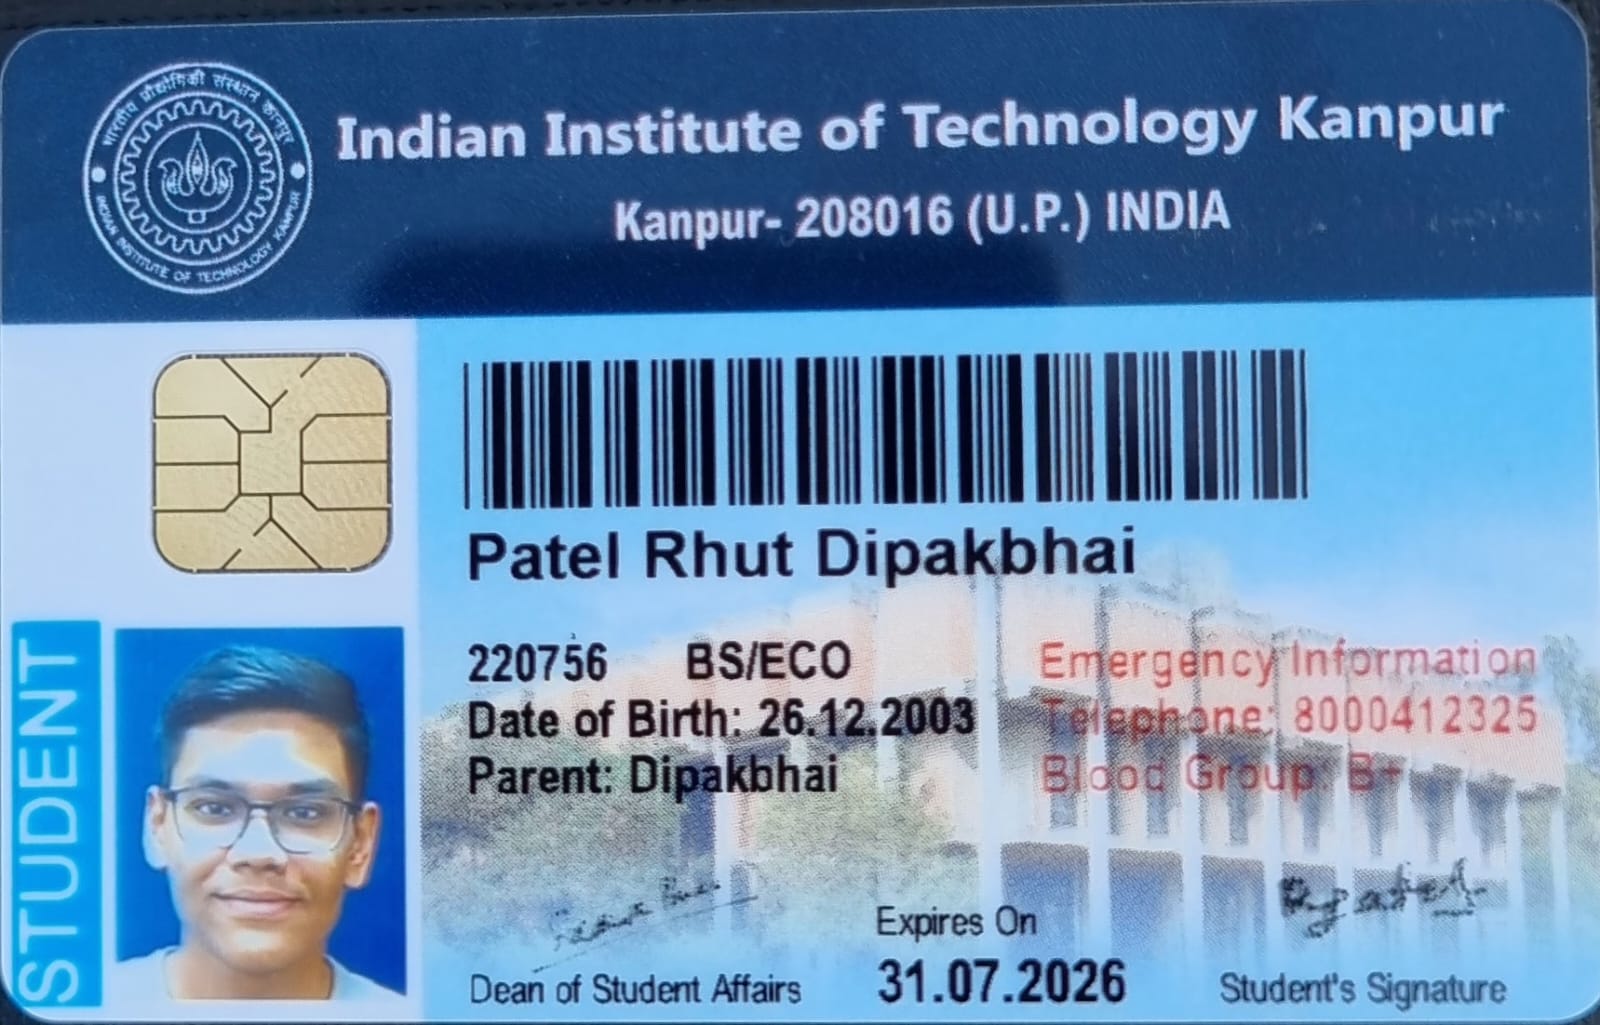 भारतीय प्रौद्योगिकी संस्थान कानपुर
INDIAN INSTITUTE OF TECHNOLOGY KANPUR
Indian Institute of Technology Kanpur
Kanpur- 208016 (U.P.) INDIA
Patel Rhut Dipakbhai
220756 BS/ECO
Date of Birth: 26.12.2003
Parent: Dipakbhai
Emergency Information
Telephone: 8000412325
Blood Group: B+
STUDENT
Dean of Student Affairs
Expires On
31.07.2026
Student's Signature